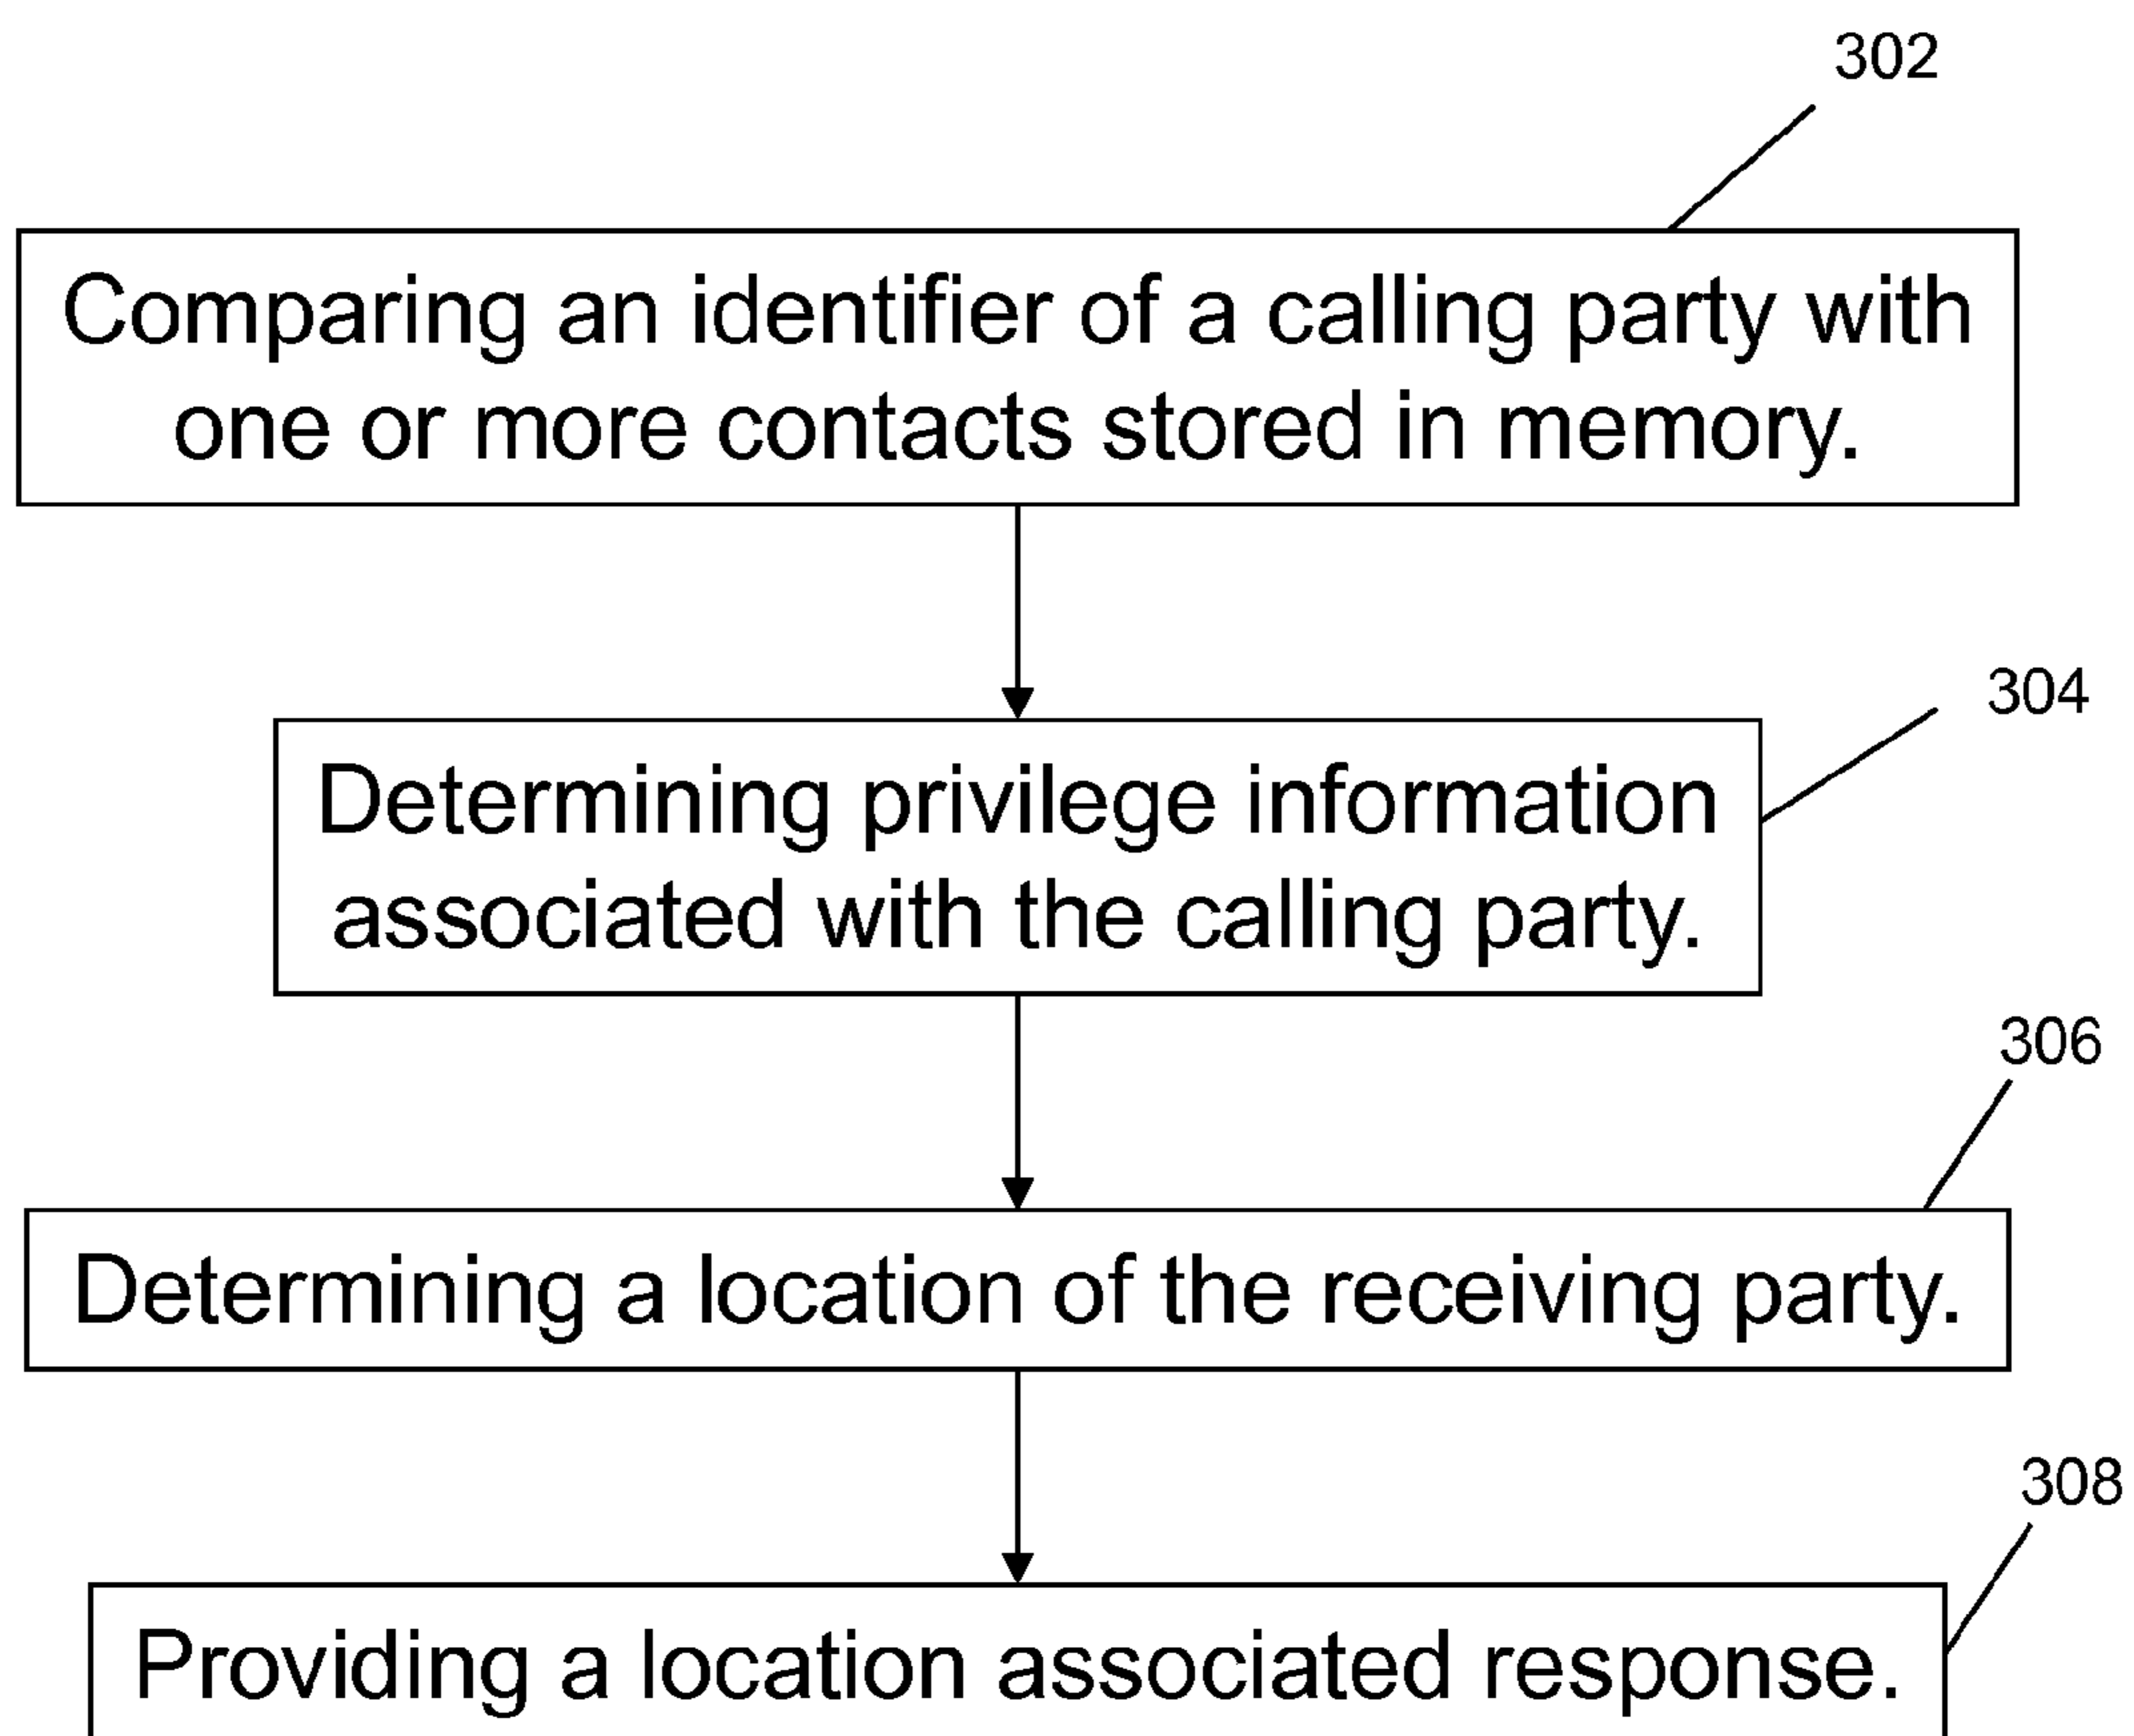 302
Comparing an identifier of a calling party with
one or more contacts stored in memory.
304
Determining privilege information
associated with the calling party.
306
Determining a location of the receiving party.
308
Providing a location associated response.